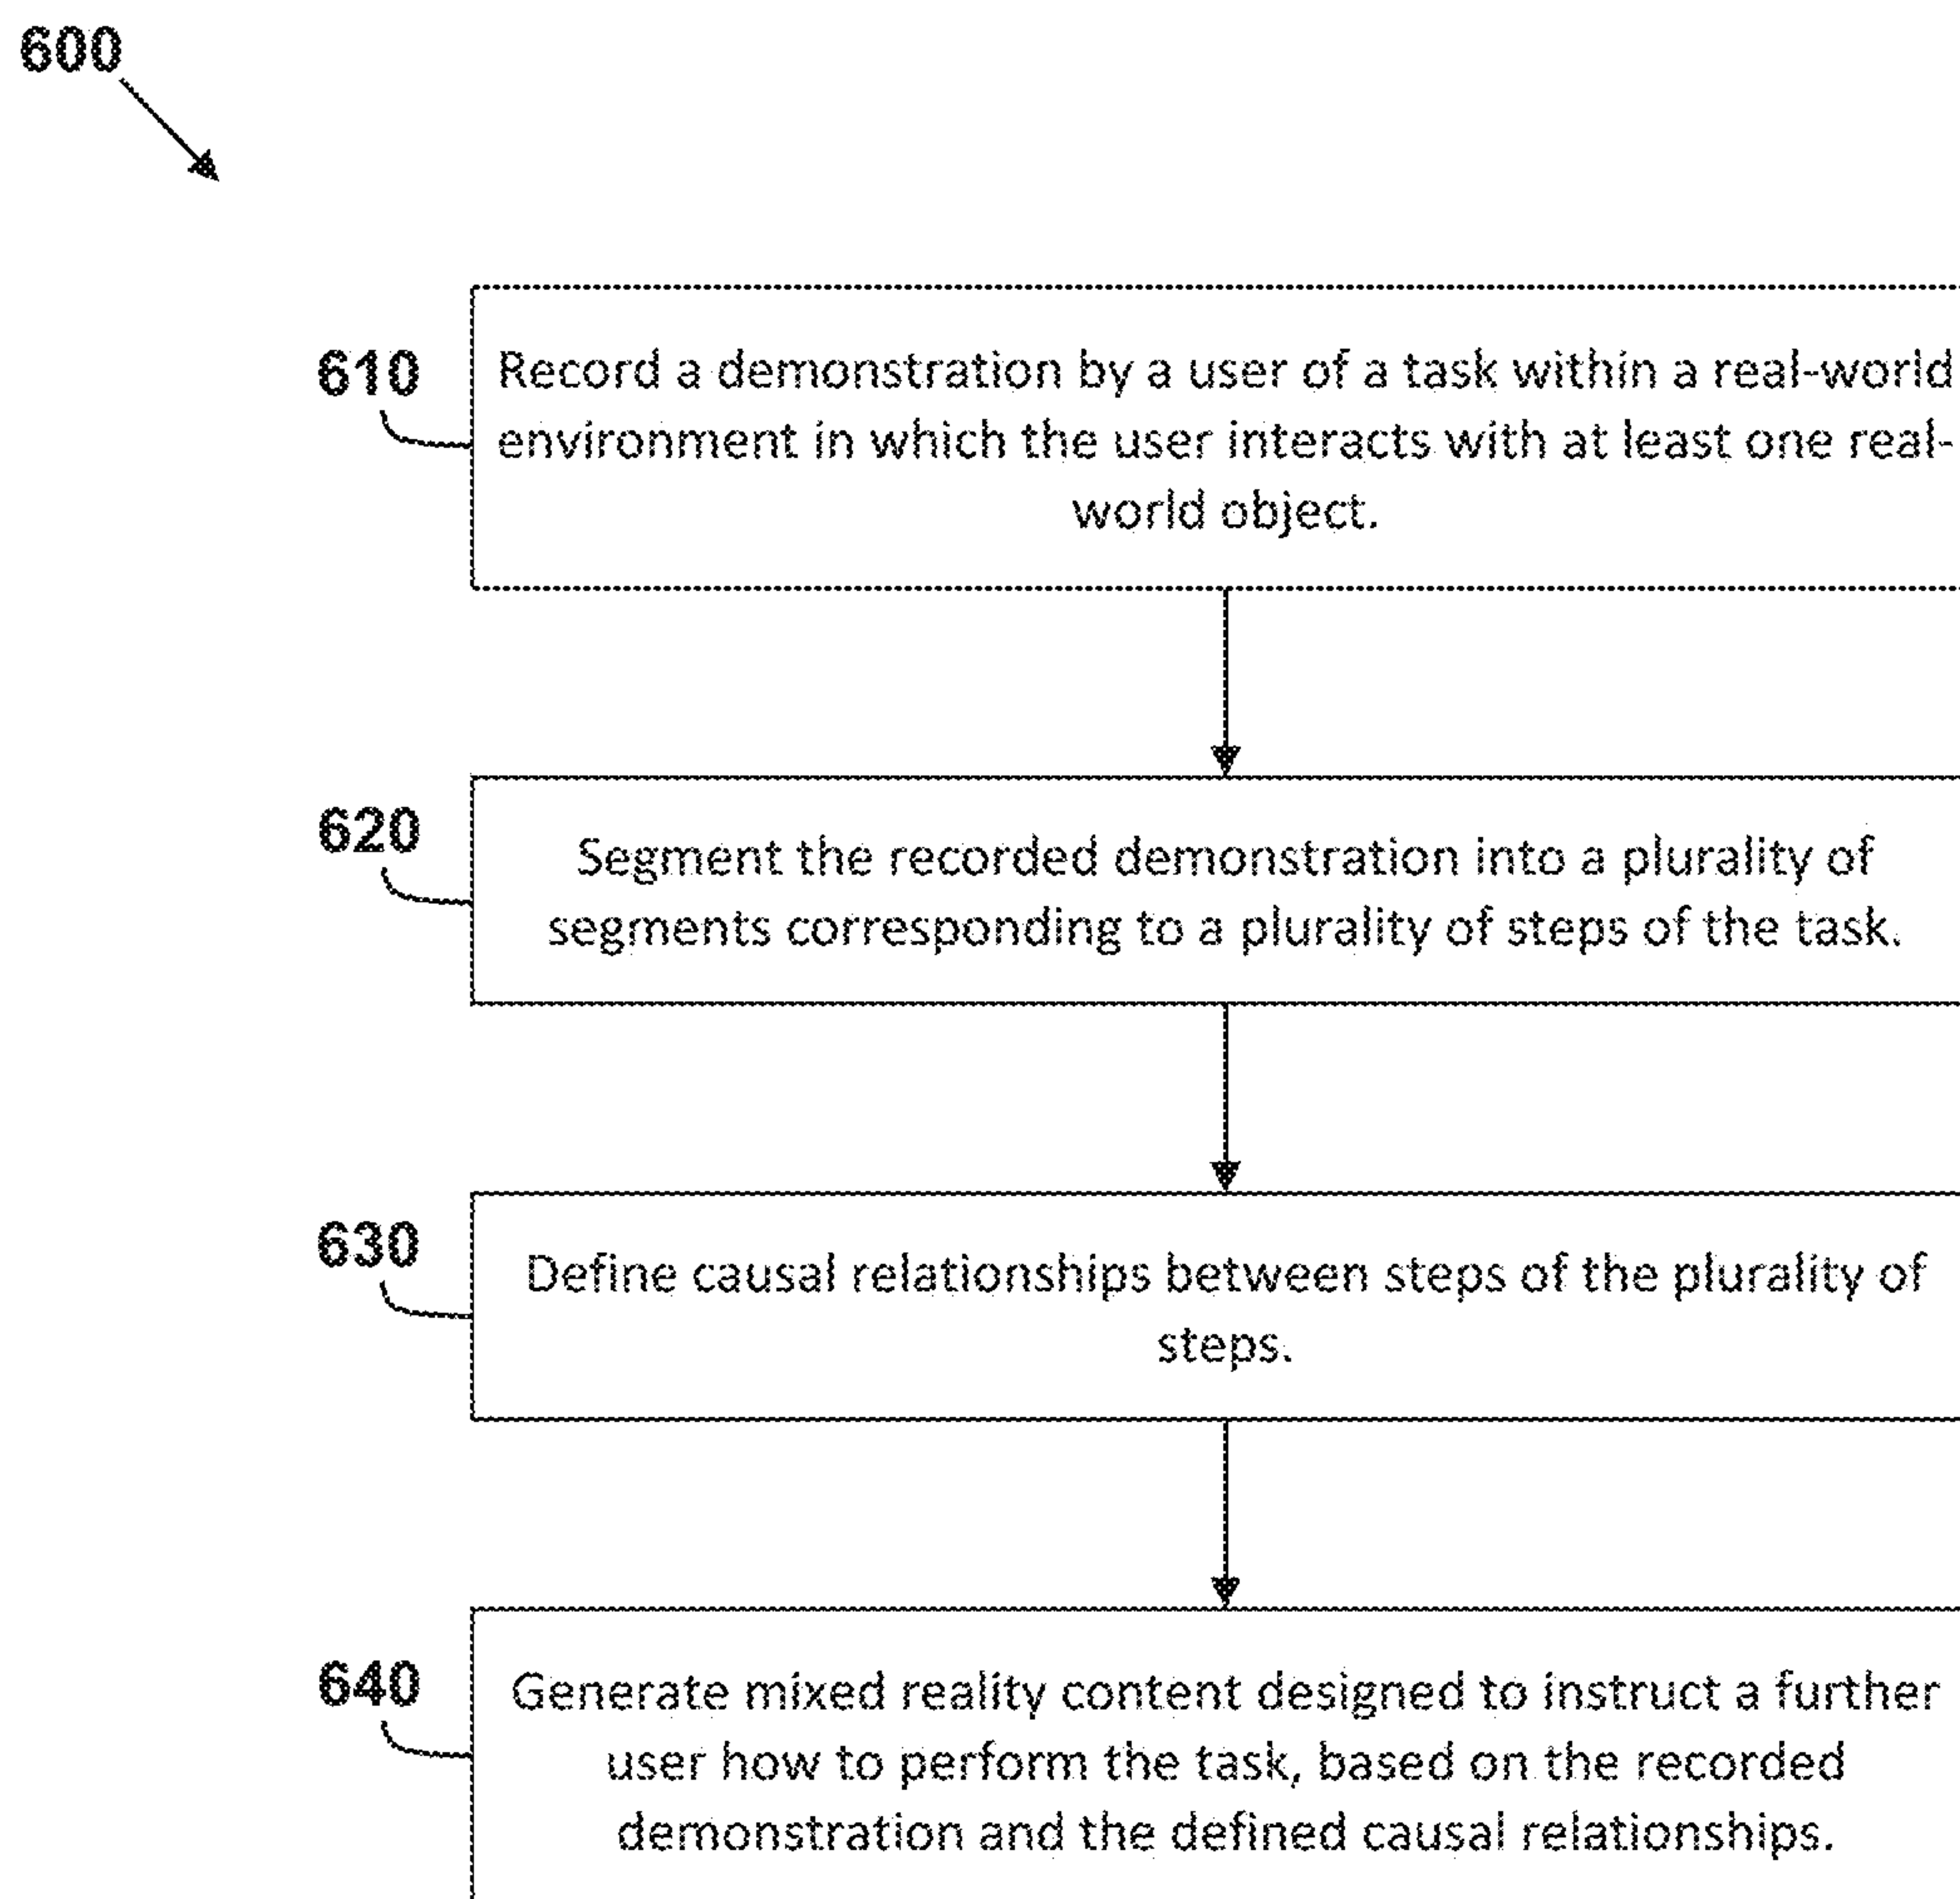 600
610
Record a demonstration by a user of a task within a real-world
environment in which the user interacts with at least one real-
world object.
620
Segment the recorded demonstration into a plurality of
segments corresponding to a plurality of steps of the task.
630
Define causal relationships between steps of the plurality of
steps.
640
Generate mixed reality content designed to instruct a further
user how to perform the task, based on the recorded
demonstration and the defined causal relationships.